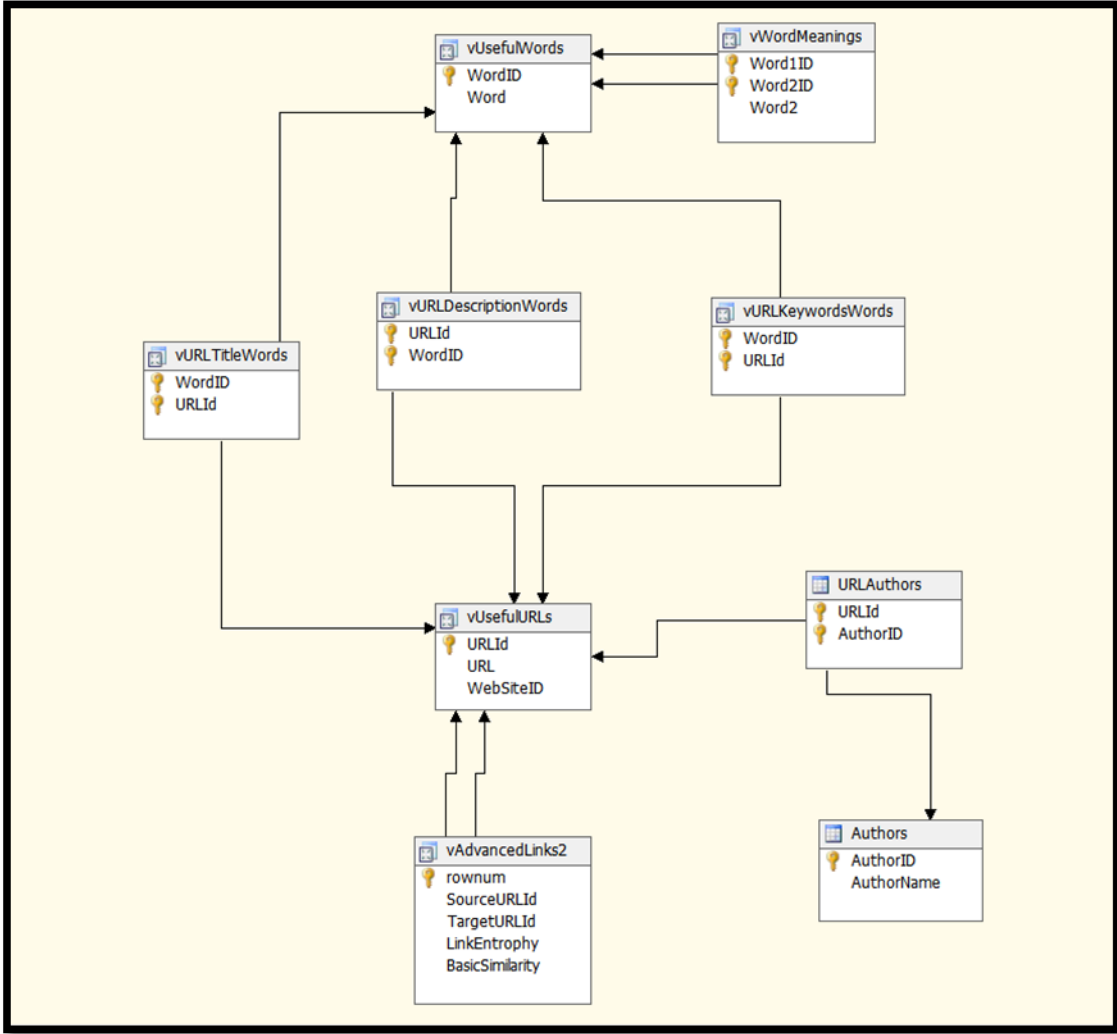 vUsefulWords
WordID
Word
vWordMeanings
Word1ID
Word2ID
Word2
vURLDescriptionWords
URLId
WordID
vURLKeywordsWords
WordID
URLId
vURLTitleWords
WordID
URLId
vUsefulURLs
URLId
URL
WebSiteID
URLAuthors
URLId
AuthorID
Authors
AuthorID
AuthorName
vAdvancedLinks2
rownum
SourceURLId
TargetURLId
LinkEntrophy
BasicSimilarity